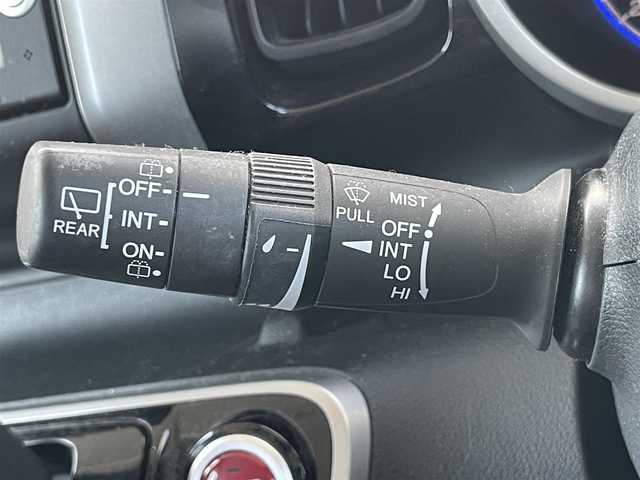 OFF
INT
ON
REAR
PULL
MIST
OFF
INT
LO
HI